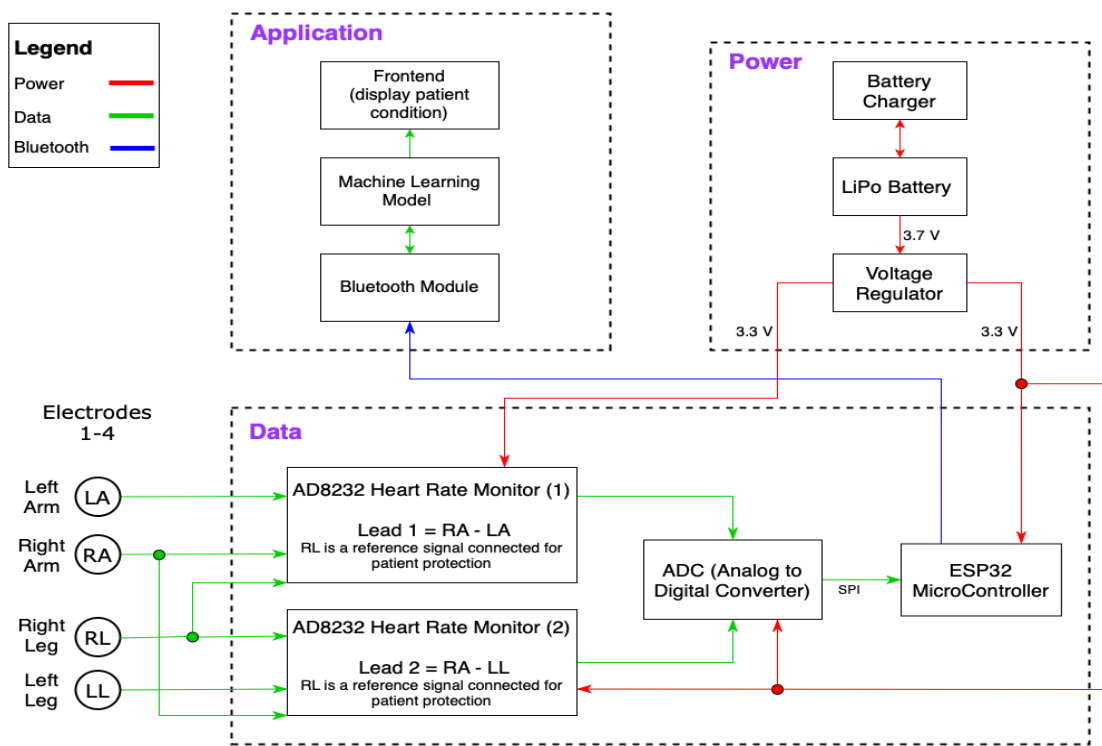 Legend
Power
Data
Bluetooth
Application
Frontend
(display patient
condition)
Machine Learning
Model
Bluetooth Module
Power
Battery
Charger
LiPo Battery
3.7 V
Voltage
Regulator
3.3 V
3.3 V
Electrodes
1-4
Left
Arm
LA
Right
Arm
RA
Right
Leg
RL
Left
Leg
LL
Data
AD8232 Heart Rate Monitor (1)
Lead 1 = RA - LA
RL is a reference signal connected for
patient protection
AD8232 Heart Rate Monitor (2)
Lead 2 = RA - LL
RL is a reference signal connected for
patient protection
ADC (Analog to
Digital Converter)
SPI
ESP32
MicroController